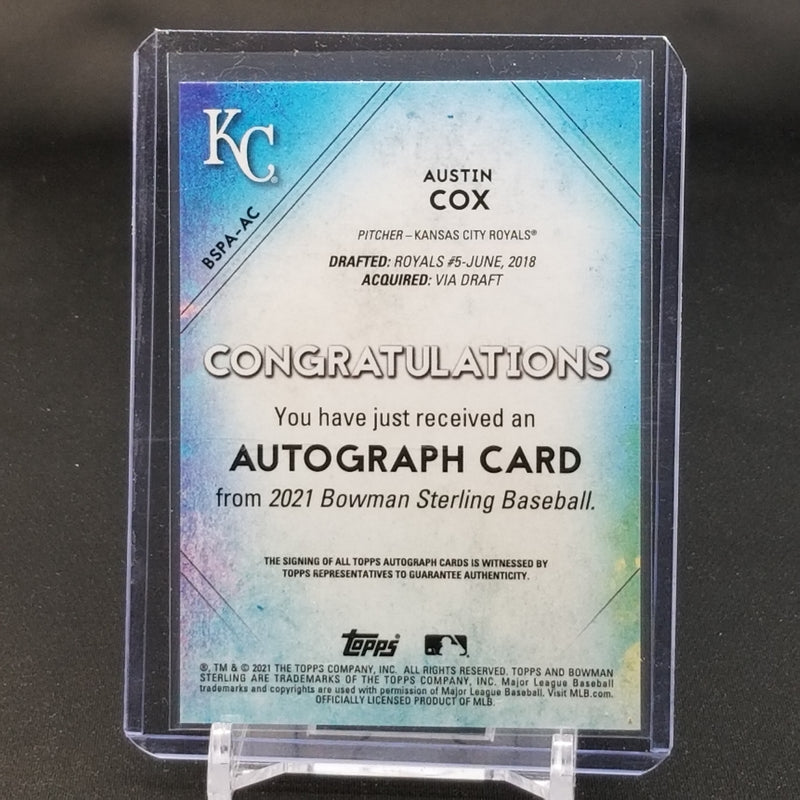 KC
BSPA-AC
AUSTIN
COX
PITCHER – KANSAS CITY ROYALS®
DRAFTED: ROYALS #5-JUNE, 2018
ACQUIRED: VIA DRAFT
CONGRATULATIONS
You have just received an
AUTOGRAPH CARD
from 2021 Bowman Sterling Baseball.
THE SIGNING OF ALL TOPPS AUTOGRAPH CARDS IS WITNESSED BY
TOPPS REPRESENTATIVES TO GUARANTEE AUTHENTICITY.
topps
®, TM & © 2021 THE TOPPS COMPANY, INC. ALL RIGHTS RESERVED. TOPPS AND BOWMAN
STERLING ARE TRADEMARKS OF THE TOPPS COMPANY, INC. Major League Baseball
trademarks and copyrights are used with permission of Major League Baseball. Visit MLB.com.
OFFICIALLY LICENSED PRODUCT OF MLB.